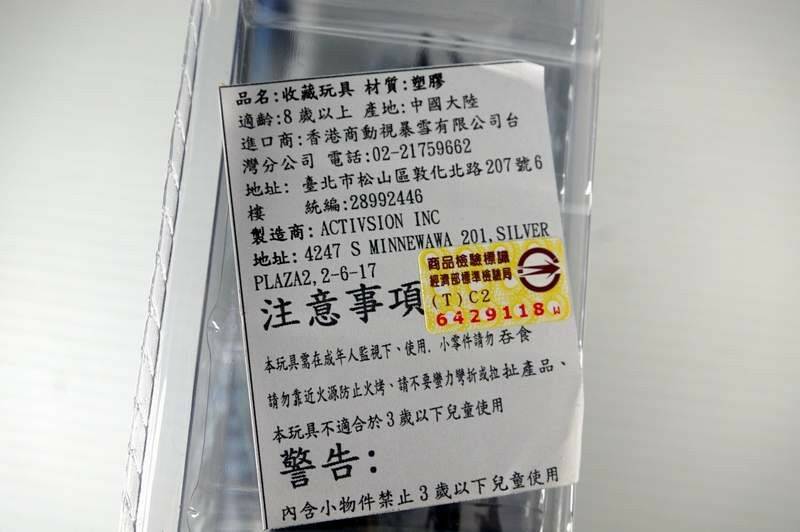 品名:收藏玩具 材質:塑膠
適齡:8 歲以上 產地:中國大陸
進口商:香港商動視暴雪有限公司台
灣分公司 電話:02-21759662
地址: 臺北市松山區敦化北路207號6
樓 統編:28992446
製造商: ACTIVSION INC
地址: 4247 S MINNEWAWA 201,SILVER
PLAZA2,2-6-17
注意事項
商品檢驗標識
經濟部標準檢驗局
(T)C2
6429118 W
本玩具需在成年人監視下、使用. 小零件請勿 吞食
請勿靠近火源防止火烤、請不要蠻力彎折或拉扯產品、
本玩具不適合於3歲以下兒童使用
警告:
內含小物件禁止3歲以下兒童使用